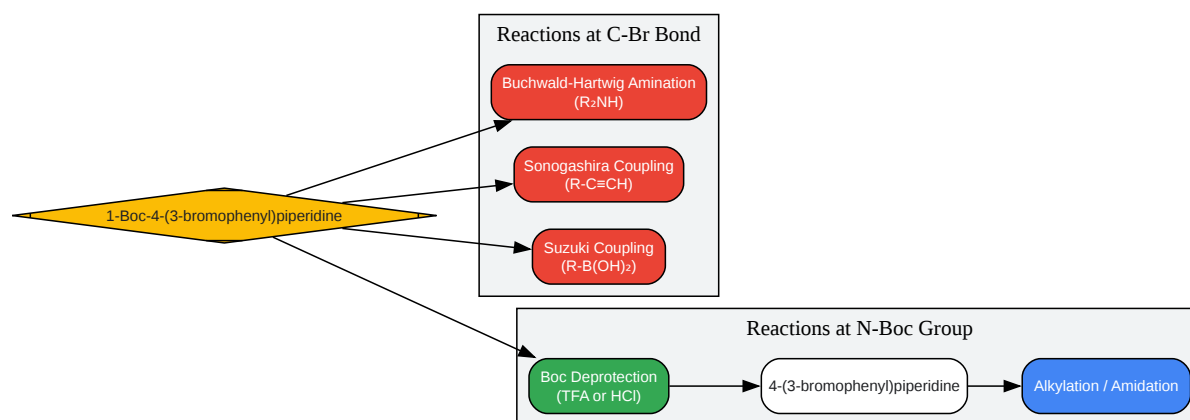 Reactions at C-Br Bond
Buchwald-Hartwig Amination
(R₂NH)
Sonogashira Coupling
(R-C≡CH)
1-Boc-4-(3-bromophenyl)piperidine
Suzuki Coupling
(R-B(OH)₂)
Reactions at N-Boc Group
Boc Deprotection
(TFA or HCl)
4-(3-bromophenyl)piperidine
Alkylation / Amidation